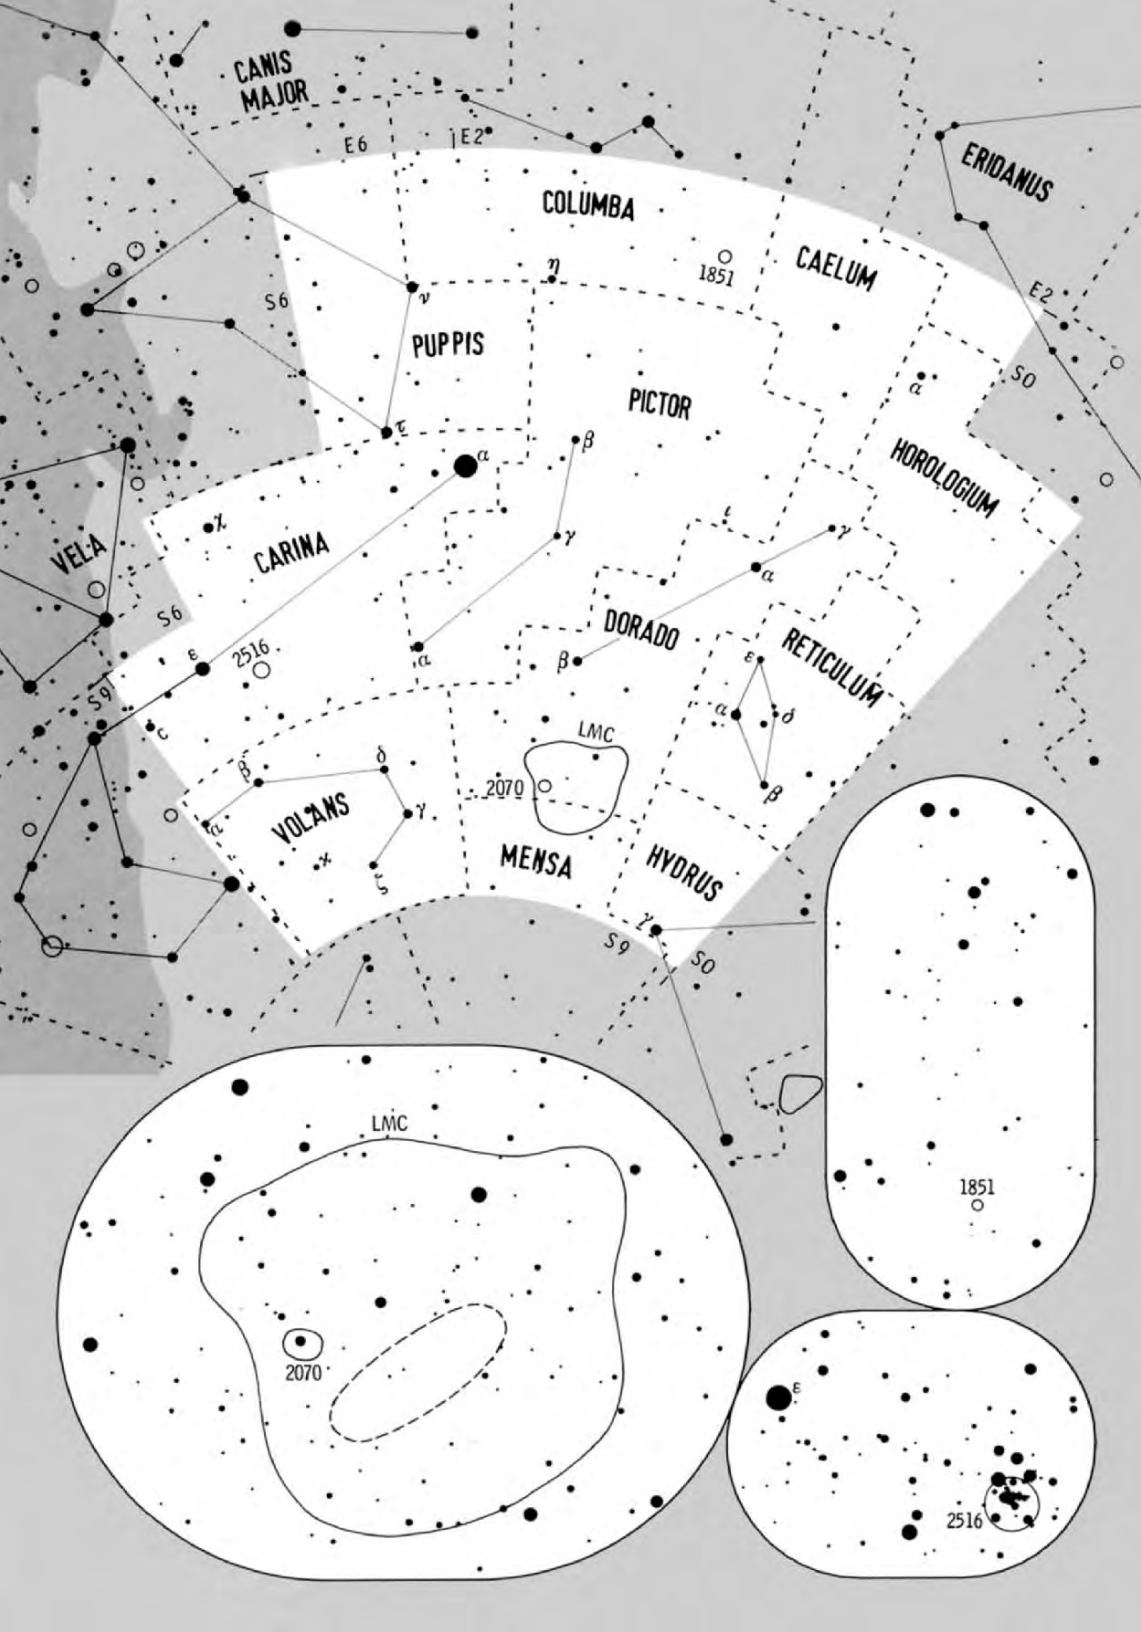 CANIS
MAJOR
E6
E2
ERIDANUS
COLUMBA
CAELUM
1851
η
E2
S6
ν
PUPPIS
S0
α
PICTOR
τ
α
β
HOROLOGIUM
χ
CARINA
γ
ι
γ
α
VELA
S6
DORADO
RETICULUM
ε
2516
α
β
ε
S9
c
α
δ
LMC
β
δ
2070
β
α
VOLANS
γ
κ
ζ
MENSA
HYDRUS
γ
S9
S0
LMC
2070
1851
ε
2516